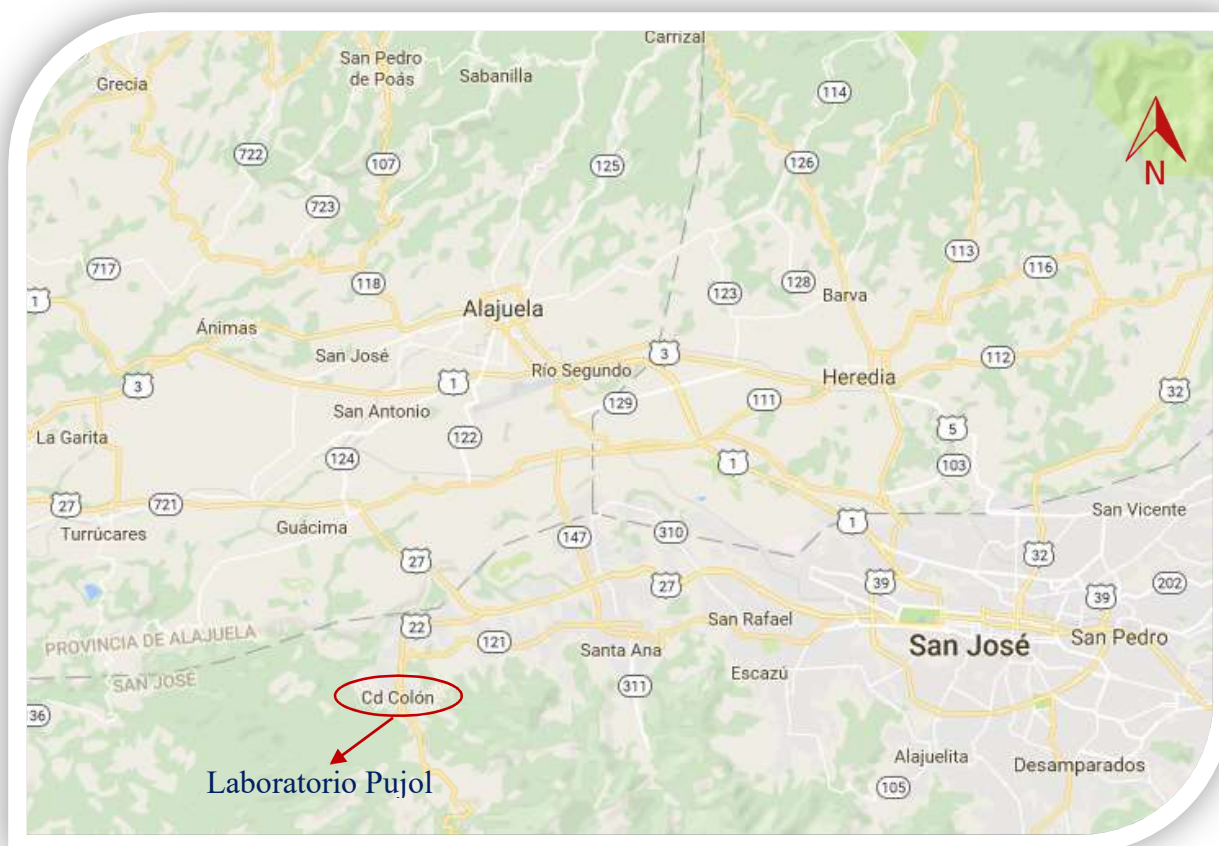 Carrizal
San Pedro
de Poás
Sabanilla
Grecia
114
722
107
125
126
N
723
113
717
116
118
128
123
1
Alajuela
Barva
Ánimas
San José
3
Río Segundo
112
Heredia
3
1
32
129
111
San Antonio
5
La Garita
122
124
1
103
27
721
San Vicente
Turrúcares
Guácima
147
310
1
32
27
27
39
202
39
San Rafael
22
PROVINCIA DE ALAJUELA
121
Santa Ana
San José
San Pedro
Escazú
SAN JOSÉ
311
Cd Colón
36
Alajuelita
Desamparados
Laboratorio Pujol
105